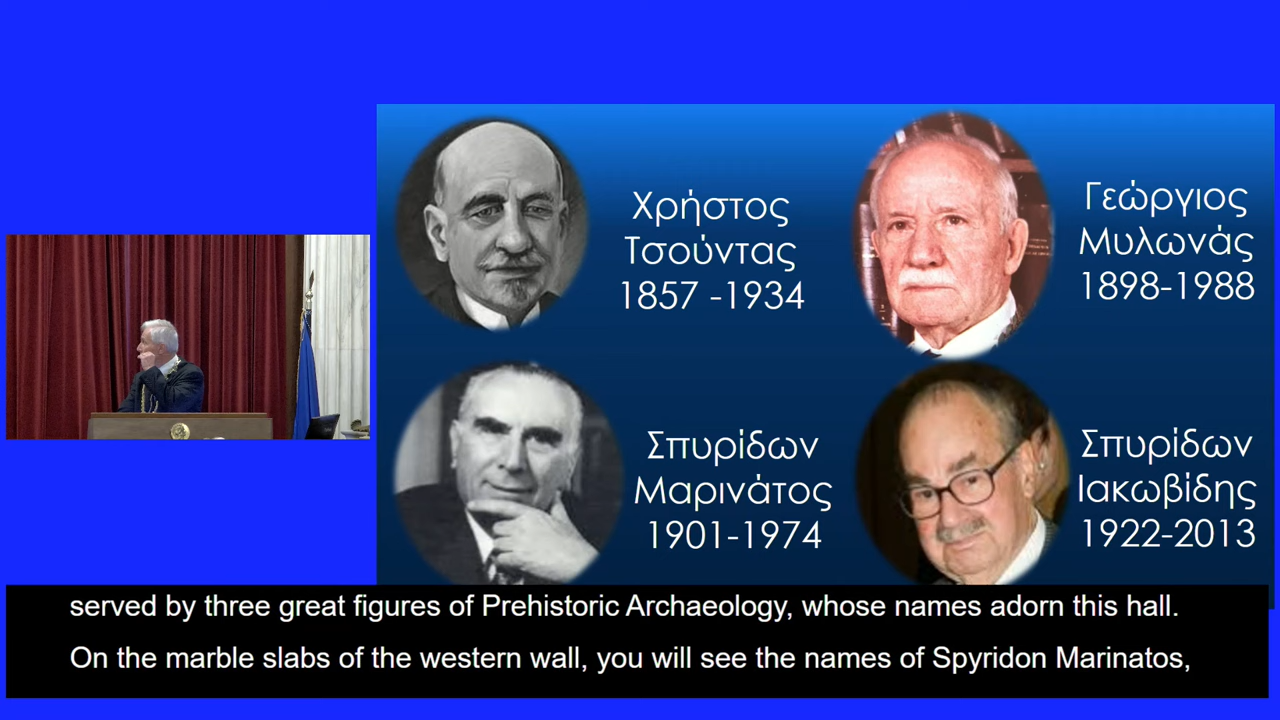 Χρήστος
Τσούντας
1857 -1934
Γεώργιος
Μυλωνάς
1898-1988
Σπυρίδων
Μαρινάτος
1901-1974
Σπυρίδων
Ιακωβίδης
1922-2013
served by three great figures of Prehistoric Archaeology, whose names adorn this hall.
On the marble slabs of the western wall, you will see the names of Spyridon Marinatos,